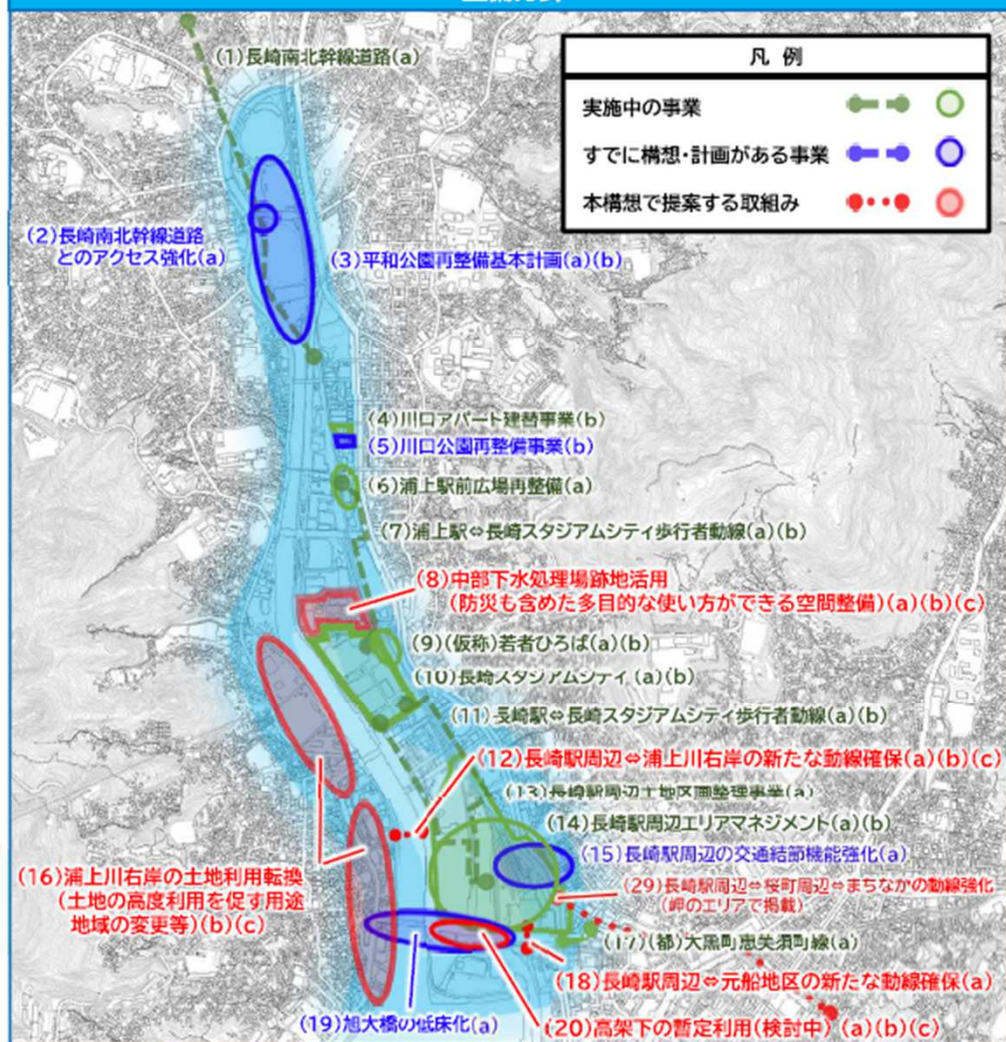 (1)長崎南北幹線道路(a)
凡 例
実施中の事業
すでに構想・計画がある事業
本構想で提案する取組み
(2)長崎南北幹線道路
とのアクセス強化(a)
(3)平和公園再整備基本計画(a)(b)
(4)川口アパート建替事業(b)
(5)川口公園再整備事業(b)
(6)浦上駅前広場再整備(a)
(7)浦上駅⇔長崎スタジアムシティ歩行者動線(a)(b)
(8)中部下水処理場跡地活用
(防災も含めた多目的な使い方ができる空間整備)(a)(b)(c)
(9)(仮称)若者ひろば(a)(b)
(10)長崎スタジアムシティ(a)(b)
(11)長崎駅⇔長崎スタジアムシティ歩行者動線(a)(b)
(12)長崎駅周辺⇔浦上川右岸の新たな動線確保(a)(b)(c)
(13)長崎駅周辺土地区画整理事業(a)
(14)長崎駅周辺エリアマネジメント(a)(b)
(15)長崎駅周辺の交通結節機能強化(a)
(16)浦上川右岸の土地利用転換
(土地の高度利用を促す用途
地域の変更等)(b)(c)
(29)長崎駅周辺⇔桜町周辺⇔まちなかの動線強化
(岬のエリアで掲載)
(17)(都)大黒町恵美須町線(a)
(18)長崎駅周辺⇔元船地区の新たな動線確保(a)
(19)旭大橋の低床化(a)
(20)高架下の暫定利用(検討中)(a)(b)(c)